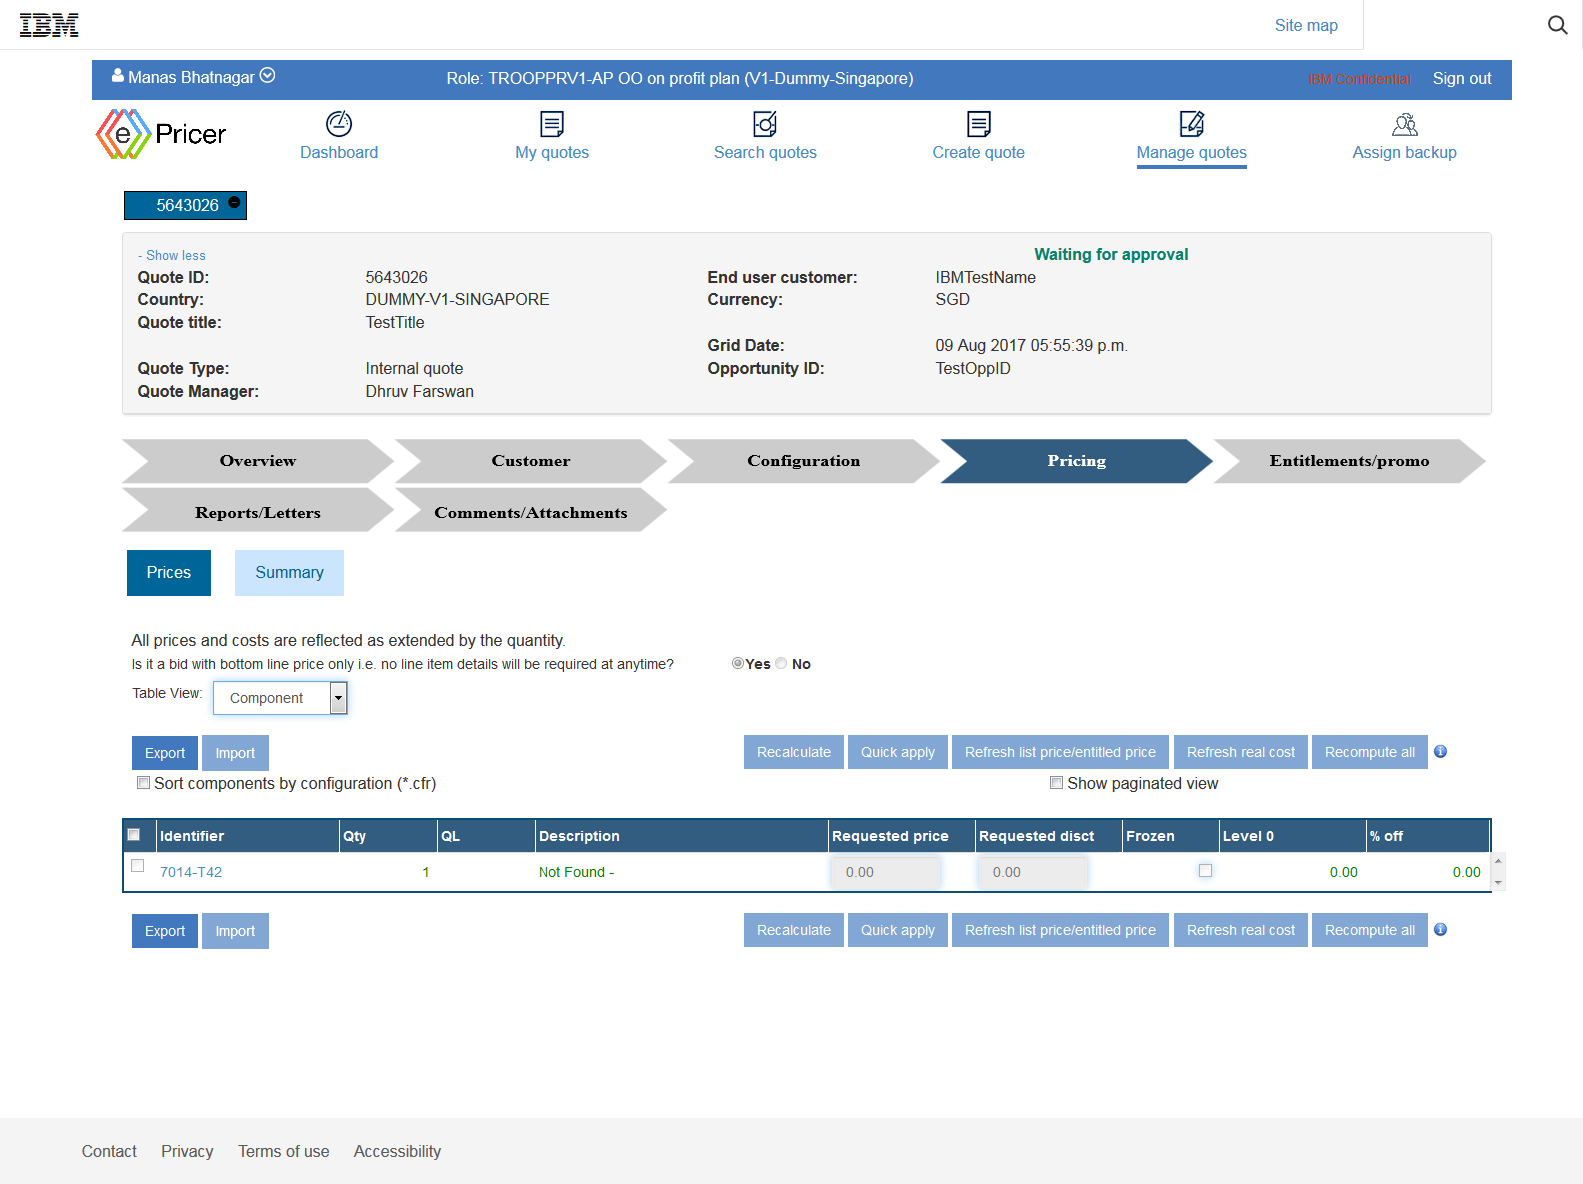 IBM
Site map
Manas Bhatnagar
Role: TROOPPRV1-AP OO on profit plan (V1-Dummy-Singapore)
IBM Confidential
Sign out
e Pricer
Dashboard
My quotes
Search quotes
Create quote
Manage quotes
Assign backup
5643026
- Show less
Waiting for approval
Quote ID: 5643026 End user customer: IBMTestName
Country: DUMMY-V1-SINGAPORE Currency: SGD
Quote title: TestTitle
Grid Date: 09 Aug 2017 05:55:39 p.m.
Quote Type: Internal quote Opportunity ID: TestOppID
Quote Manager: Dhruv Farswan
Overview Customer Configuration Pricing Entitlements/promo
Reports/Letters Comments/Attachments
Prices Summary
All prices and costs are reflected as extended by the quantity.
Is it a bid with bottom line price only i.e. no line item details will be required at anytime? Yes No
Table View: Component
Export Import Recalculate Quick apply Refresh list price/entitled price Refresh real cost Recompute all i
Sort components by configuration (*.cfr) Show paginated view
Identifier Qty QL Description Requested price Requested disct Frozen Level 0 % off
7014-T42 1 Not Found - 0.00 0.00 0.00 0.00
Export Import Recalculate Quick apply Refresh list price/entitled price Refresh real cost Recompute all i
Contact Privacy Terms of use Accessibility